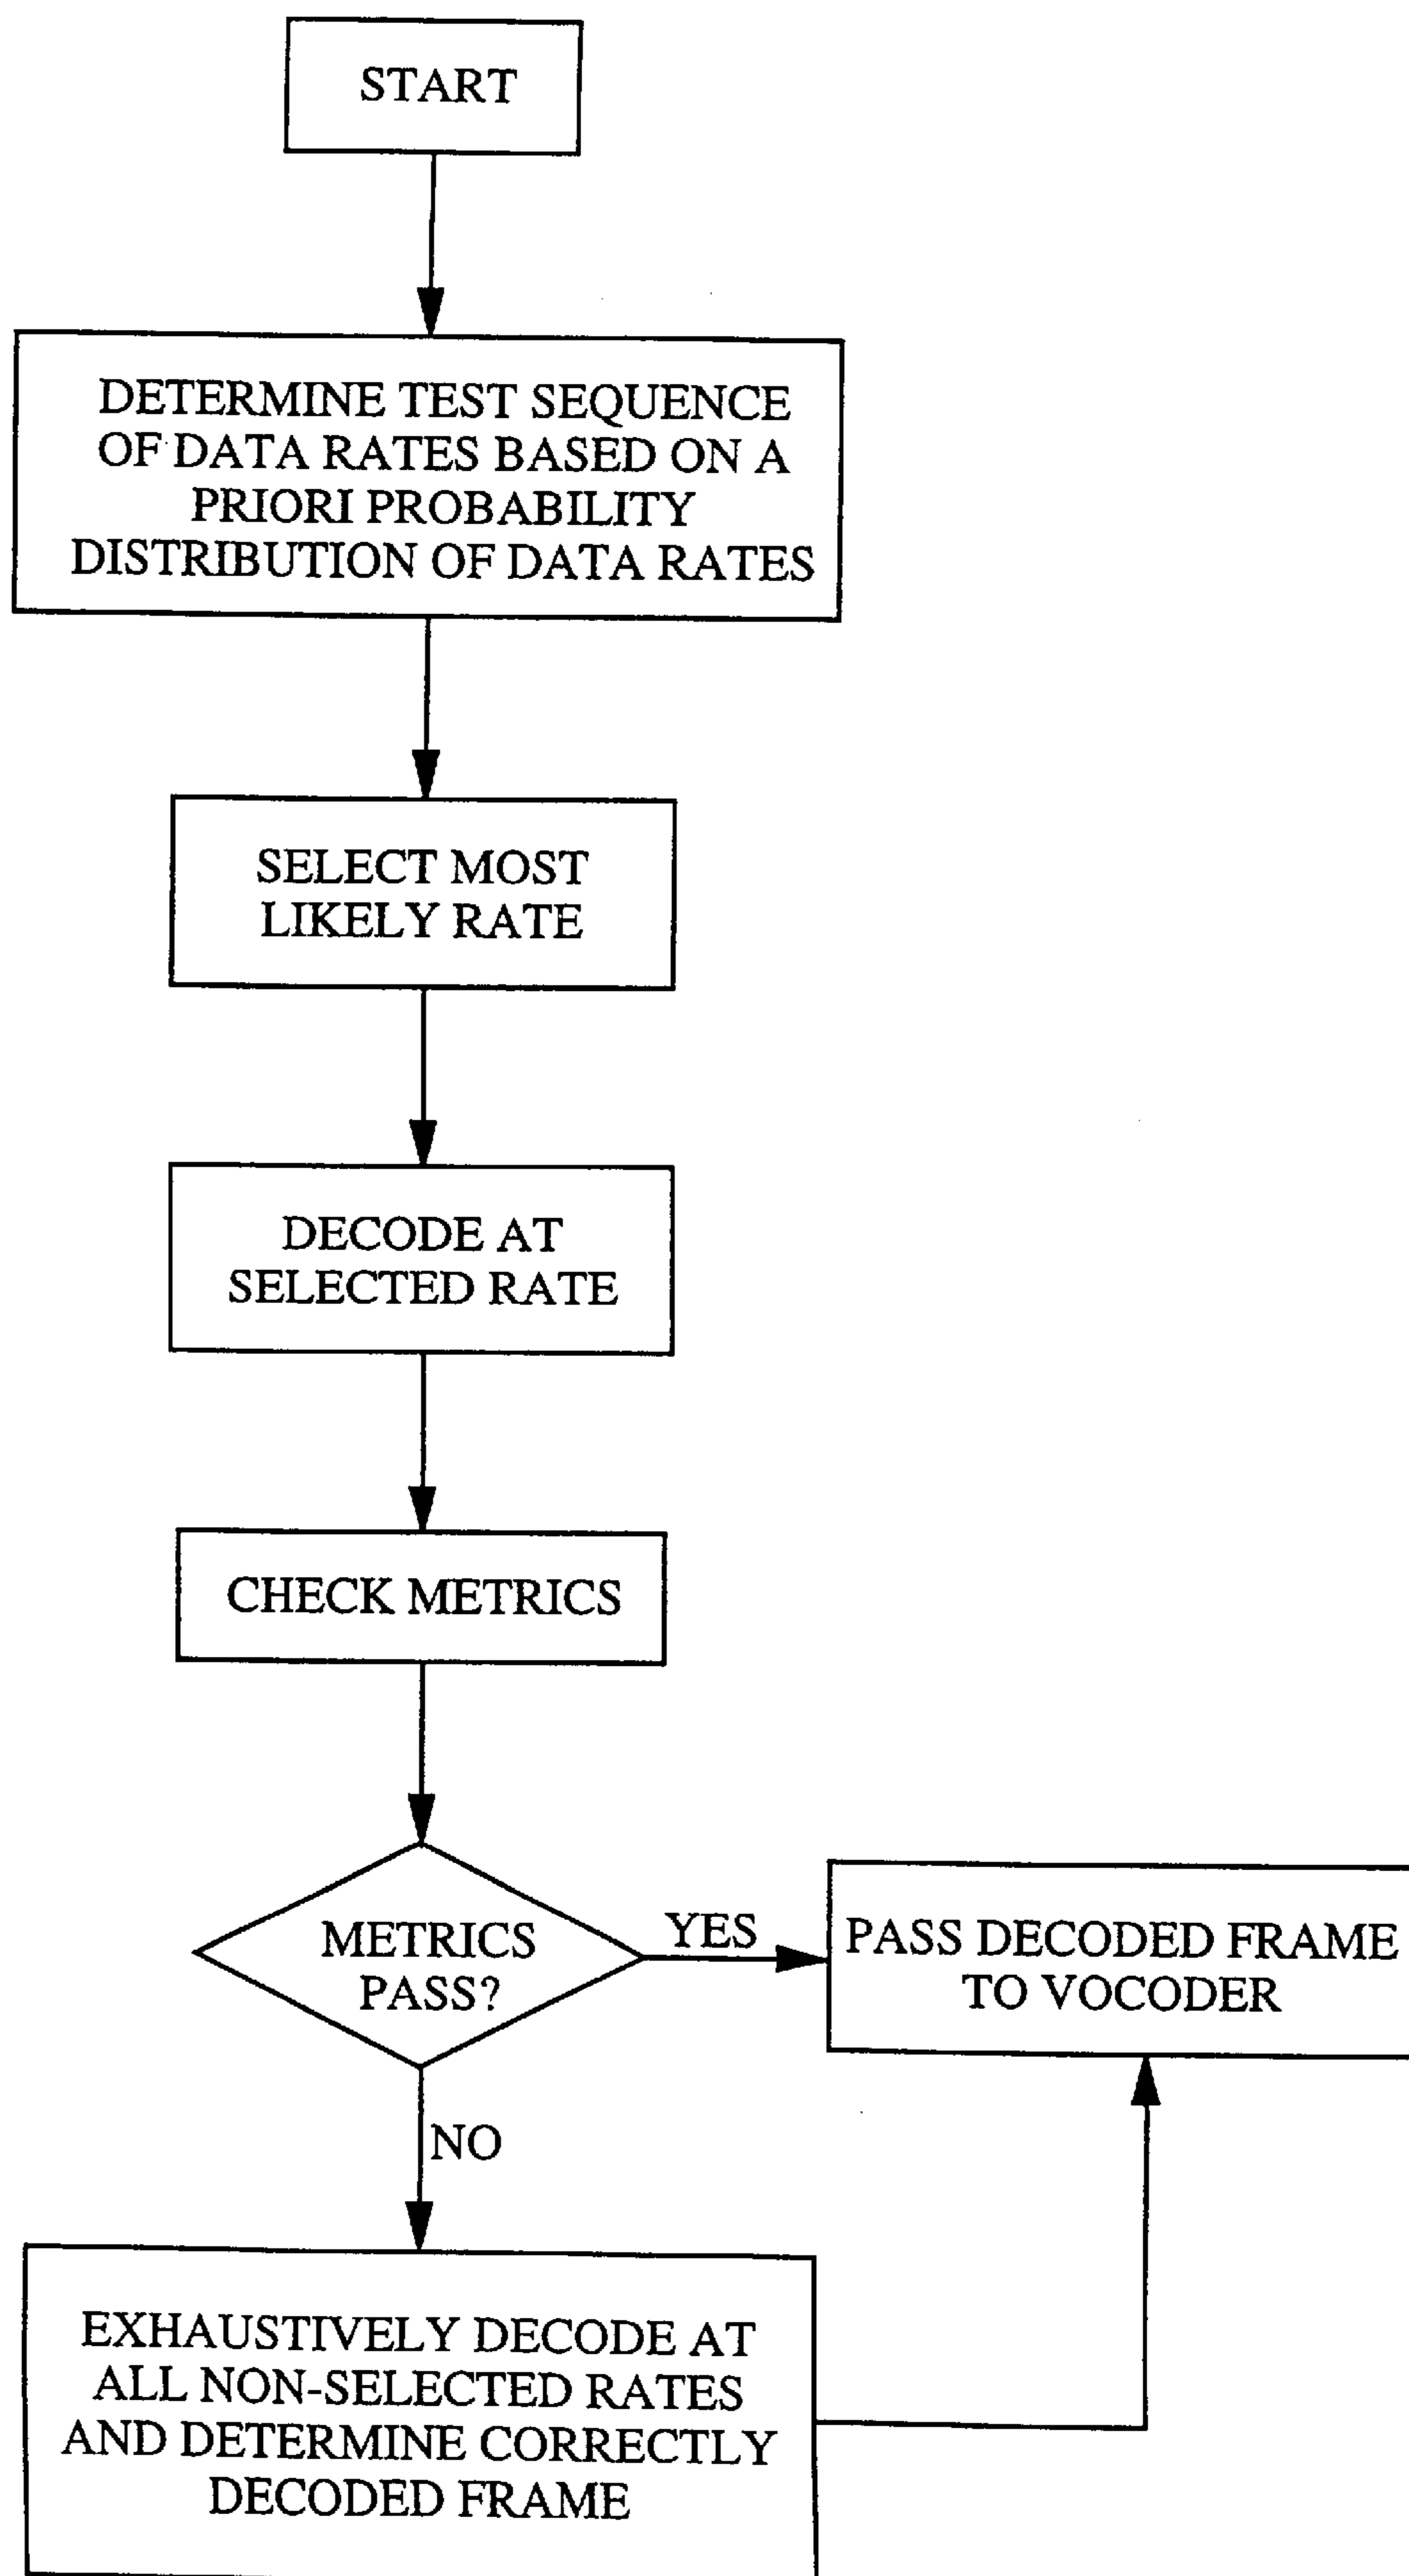 START
DETERMINE TEST SEQUENCE
OF DATA RATES BASED ON A
PRIORI PROBABILITY
DISTRIBUTION OF DATA RATES
SELECT MOST
LIKELY RATE
DECODE AT
SELECTED RATE
CHECK METRICS
METRICS
PASS?
YES
PASS DECODED FRAME
TO VOCODER
NO
EXHAUSTIVELY DECODE AT
ALL NON-SELECTED RATES
AND DETERMINE CORRECTLY
DECODED FRAME